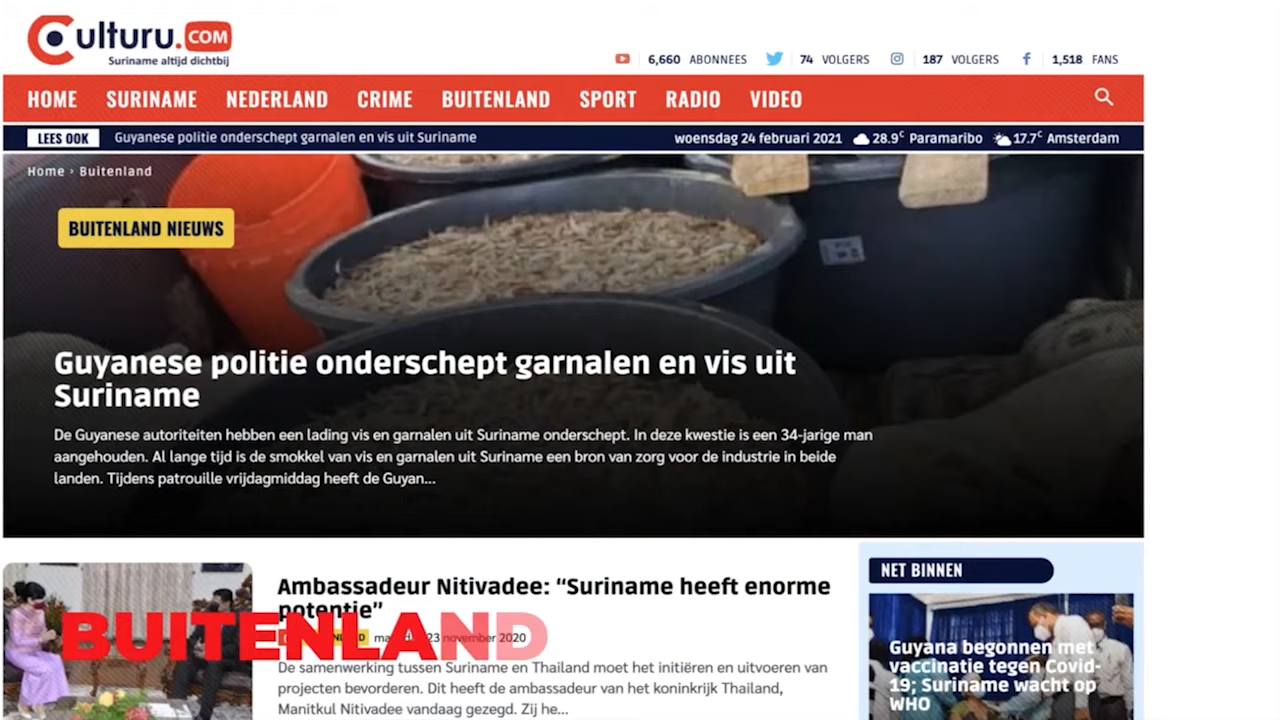 Culturu.COM
Suriname altijd dichtbij
6,660 ABONNEES 74 VOLGERS 187 VOLGERS 1,518 FANS
HOME SURINAME NEDERLAND CRIME BUITENLAND SPORT RADIO VIDEO
LEES OOK Guyanese politie onderschept garnalen en vis uit Suriname woensdag 24 februari 2021 28.9C Paramaribo 17.7C Amsterdam
Home › Buitenland
BUITENLAND NIEUWS
Guyanese politie onderschept garnalen en vis uit
Suriname
De Guyanese autoriteiten hebben een lading vis en garnalen uit Suriname onderschept. In deze kwestie is een 34-jarige man
aangehouden. Al lange tijd is de smokkel van vis en garnalen uit Suriname een bron van zorg voor de industrie in beide
landen. Tijdens patrouille vrijdagmiddag heeft de Guyan...
Ambassadeur Nitivadee: “Suriname heeft enorme
potentie”
23 november 2020
BUITENLAND
De samenwerking tussen Suriname en Thailand moet het initiëren en uitvoeren van
projecten bevorderen. Dit heeft de ambassadeur van het koninkrijk Thailand,
Manitkul Nitivadee vandaag gezegd. Zij he...
NET BINNEN
Guyana begonnen met
vaccinatie tegen Covid-
19; Suriname wacht op
WHO